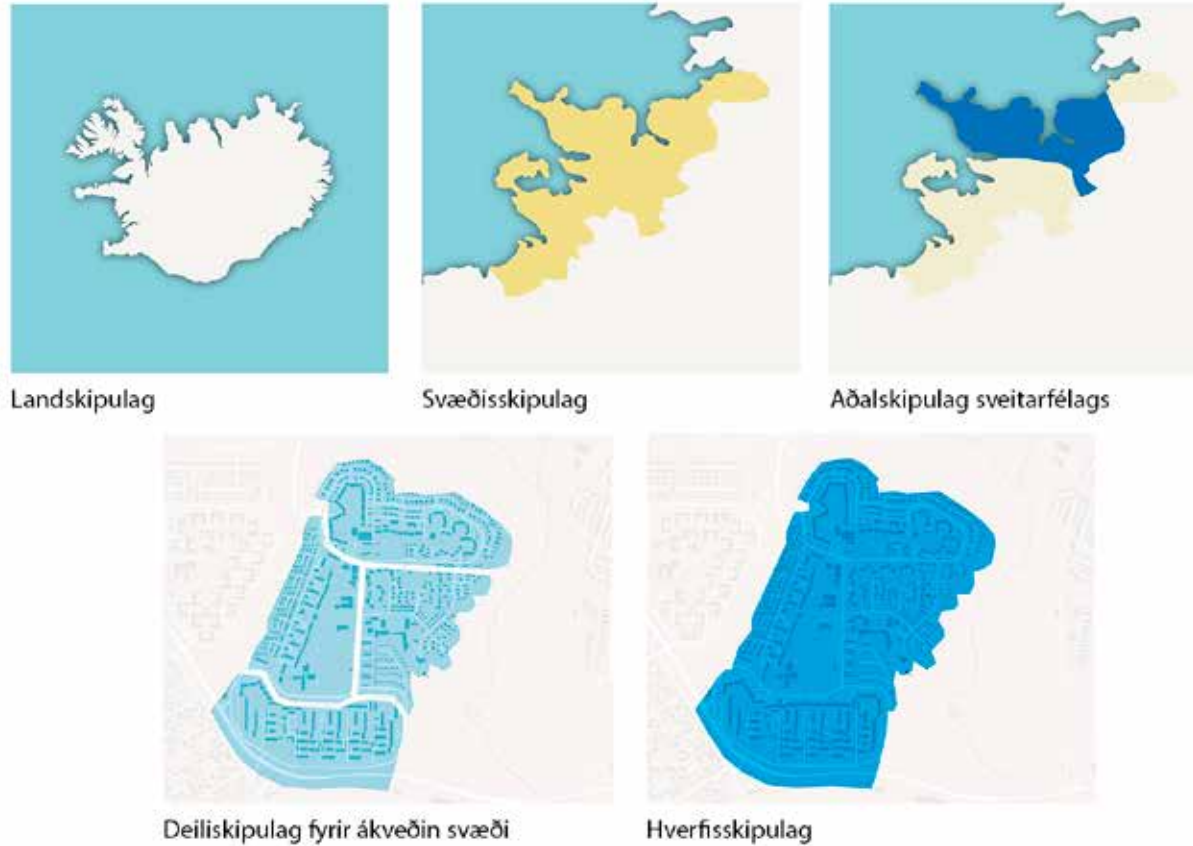 Landskipulag
Svæðisskipulag
Aðalskipulag sveitarfélags
Deiliskipulag fyrir ákveðin svæði
Hverfisskipulag